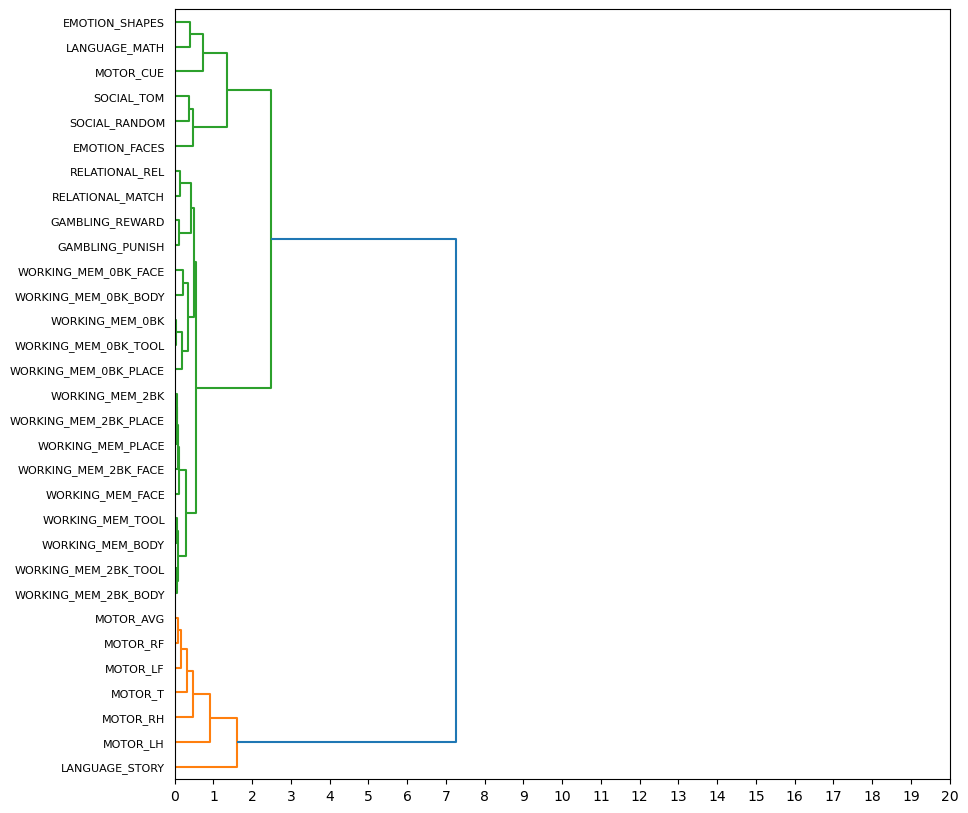 EMOTION_SHAPES
LANGUAGE_MATH
MOTOR_CUE
SOCIAL_TOM
SOCIAL_RANDOM
EMOTION_FACES
RELATIONAL_REL
RELATIONAL_MATCH
GAMBLING_REWARD
GAMBLING_PUNISH
WORKING_MEM_0BK_FACE
WORKING_MEM_0BK_BODY
WORKING_MEM_0BK
WORKING_MEM_0BK_TOOL
WORKING_MEM_0BK_PLACE
WORKING_MEM_2BK
WORKING_MEM_2BK_PLACE
WORKING_MEM_PLACE
WORKING_MEM_2BK_FACE
WORKING_MEM_FACE
WORKING_MEM_TOOL
WORKING_MEM_BODY
WORKING_MEM_2BK_TOOL
WORKING_MEM_2BK_BODY
MOTOR_AVG
MOTOR_RF
MOTOR_LF
MOTOR_T
MOTOR_RH
MOTOR_LH
LANGUAGE_STORY
0 1 2 3 4 5 6 7 8 9 10 11 12 13 14 15 16 17 18 19 20